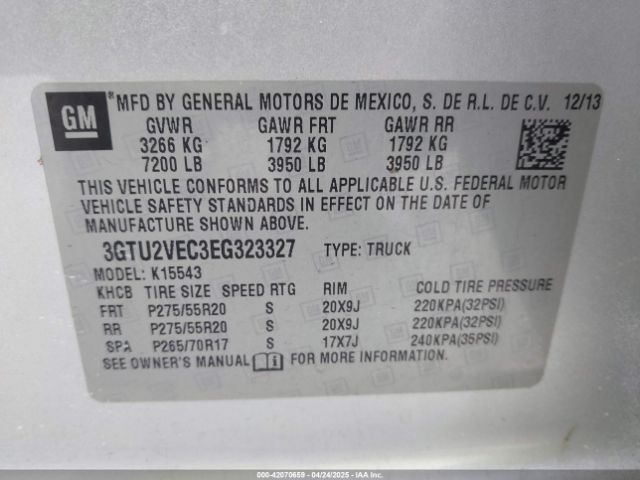 GM ® MFD BY GENERAL MOTORS DE MEXICO, S. DE R.L. DE C.V. 12/13
GVWR GAWR FRT GAWR RR
3266 KG 1792 KG 1792 KG
7200 LB 3950 LB 3950 LB
THIS VEHICLE CONFORMS TO ALL APPLICABLE U.S. FEDERAL MOTOR
VEHICLE SAFETY STANDARDS IN EFFECT ON THE DATE OF
MANUFACTURE SHOWN ABOVE.
3GTU2VEC3EG323327 TYPE: TRUCK
MODEL: K15543
KHCB TIRE SIZE SPEED RTG RIM COLD TIRE PRESSURE
FRT P275/55R20 S 20X9J 220KPA(32PSI)
RR P275/55R20 S 20X9J 220KPA(32PSI)
SPA P265/70R17 S 17X7J 240KPA(35PSI)
SEE OWNER'S MANUAL FOR MORE INFORMATION.
000-42070659 - 04/24/2025 - IAAI.com